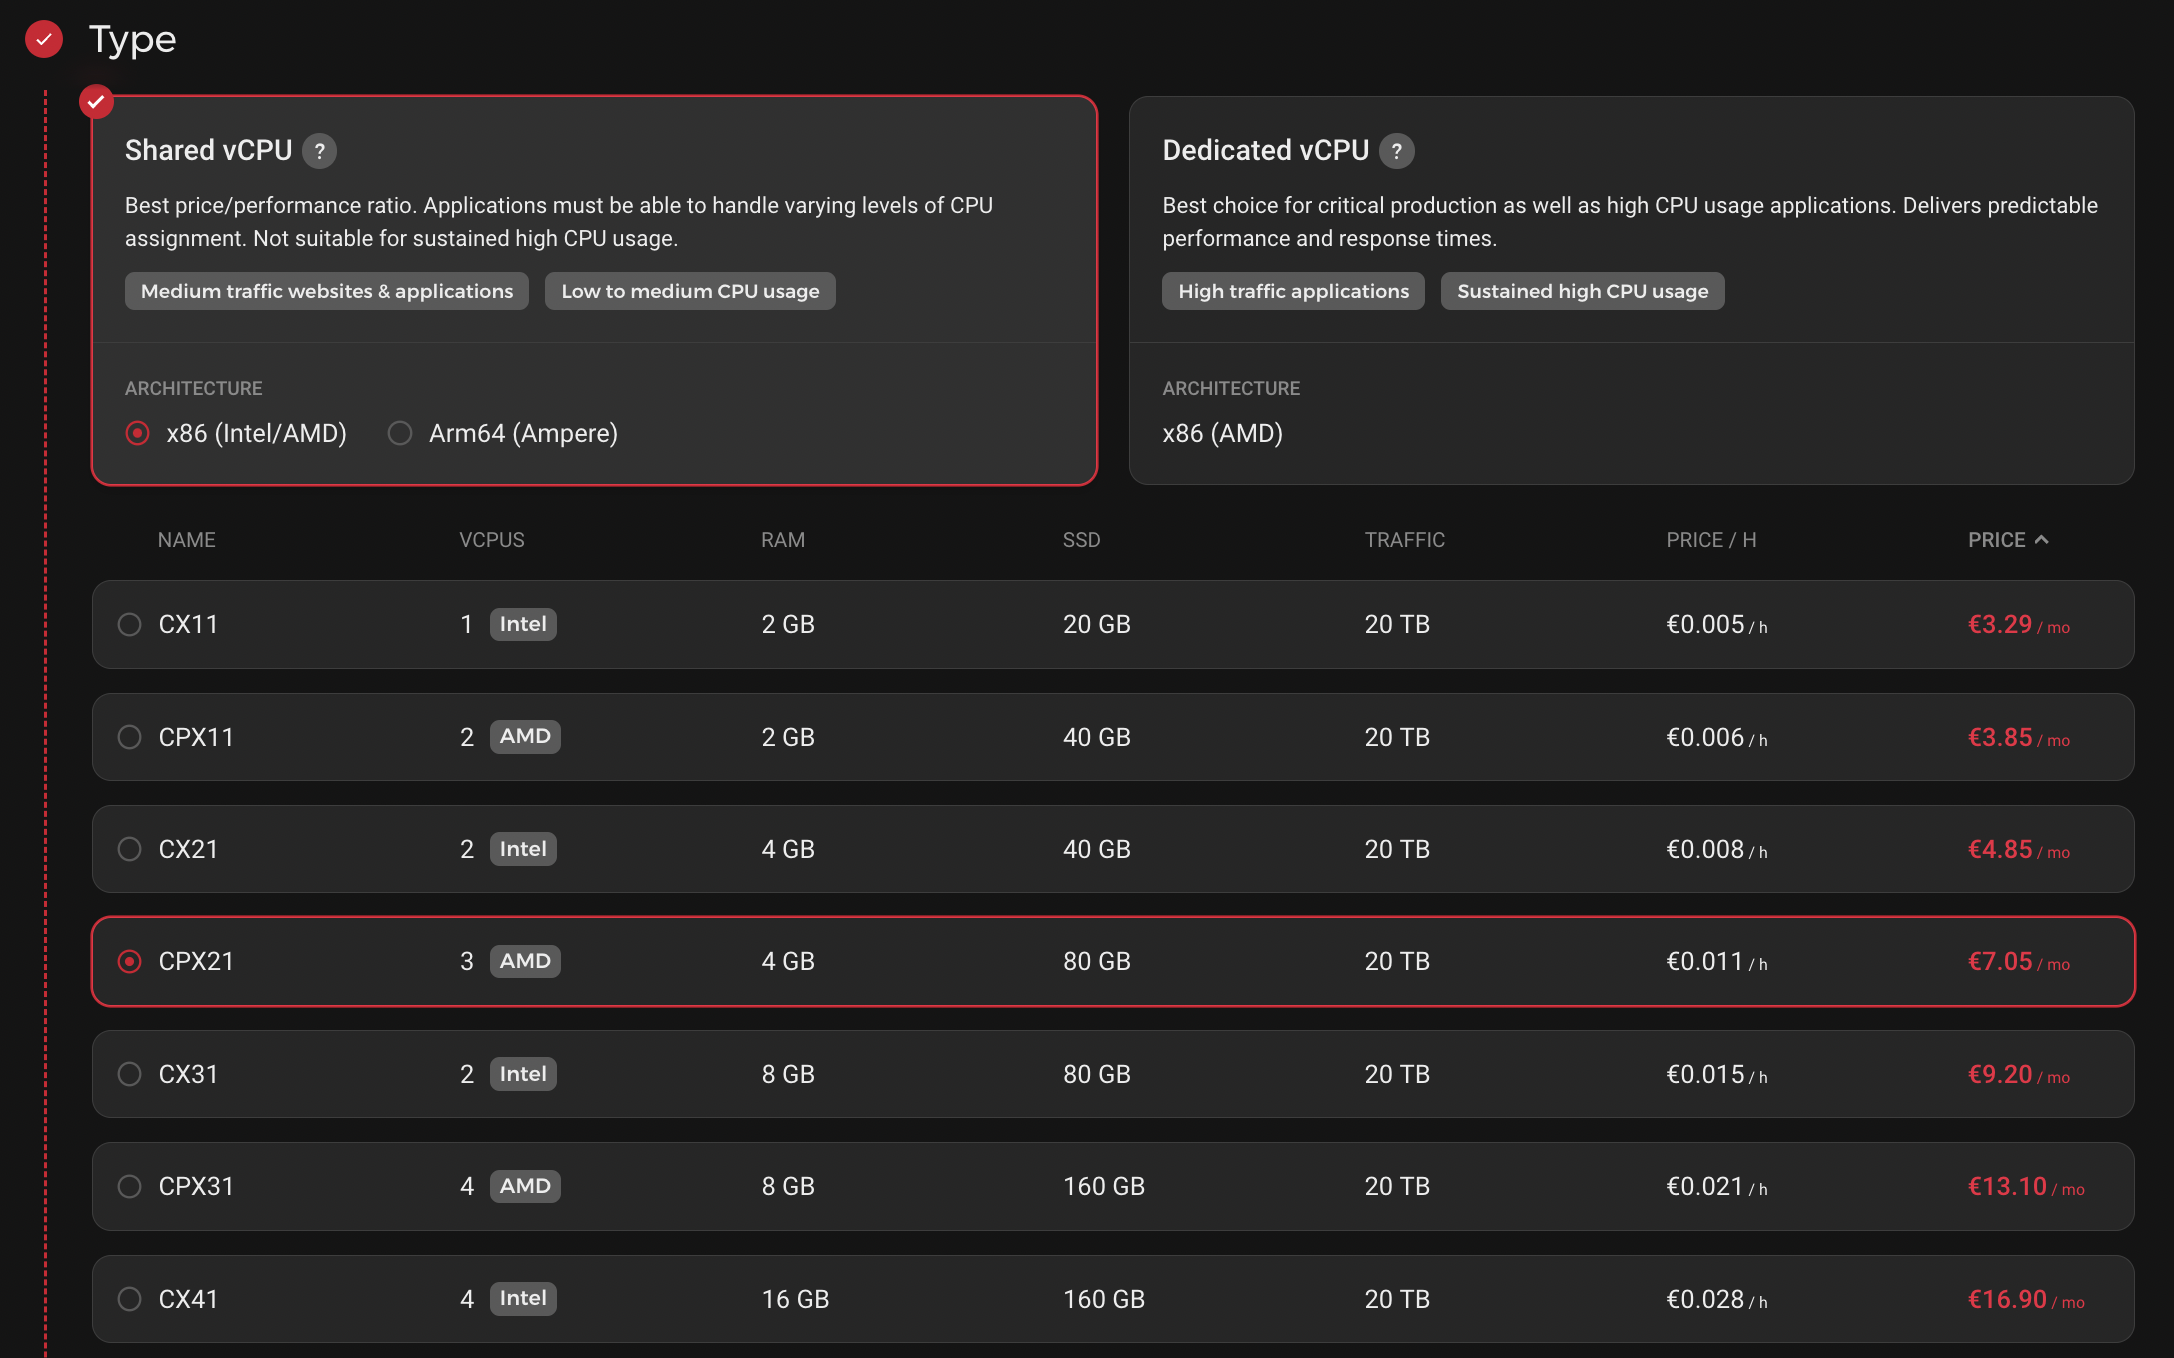 Type
Shared vCPU ?
Best price/performance ratio. Applications must be able to handle varying levels of CPU
assignment. Not suitable for sustained high CPU usage.
Medium traffic websites & applications Low to medium CPU usage
ARCHITECTURE
x86 (Intel/AMD) Arm64 (Ampere)
Dedicated vCPU ?
Best choice for critical production as well as high CPU usage applications. Delivers predictable
performance and response times.
High traffic applications Sustained high CPU usage
ARCHITECTURE
x86 (AMD)
NAME VCPUS RAM SSD TRAFFIC PRICE / H PRICE
CX11 1 Intel 2 GB 20 GB 20 TB €0.005 / h €3.29 / mo
CPX11 2 AMD 2 GB 40 GB 20 TB €0.006 / h €3.85 / mo
CX21 2 Intel 4 GB 40 GB 20 TB €0.008 / h €4.85 / mo
CPX21 3 AMD 4 GB 80 GB 20 TB €0.011 / h €7.05 / mo
CX31 2 Intel 8 GB 80 GB 20 TB €0.015 / h €9.20 / mo
CPX31 4 AMD 8 GB 160 GB 20 TB €0.021 / h €13.10 / mo
CX41 4 Intel 16 GB 160 GB 20 TB €0.028 / h €16.90 / mo